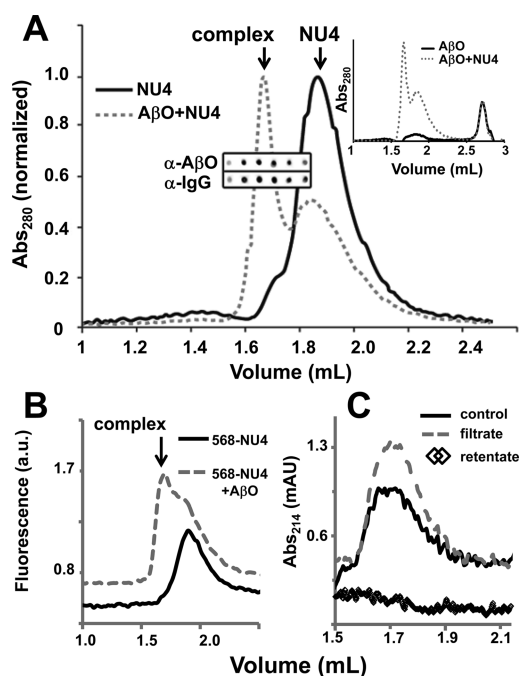 A
complex NU4
NU4
AβO+NU4
α-AβO
α-IgG
Abs280 (normalized)
1.0
0.8
0.6
0.4
0.2
0
1 1.2 1.4 1.6 1.8 2.0 2.2 2.4
Volume (mL)
AβO
AβO+NU4
Abs280
1 1.5 2 2.5 3
Volume (mL)
B
complex
568-NU4
568-NU4
+AβO
Fluorescence (a.u.)
1.7
0.8
1.0 2.0
C
control
filtrate
retentate
Abs214 (mAU)
1.3
0.6
1.5 1.7 1.9 2.1
Volume (mL)